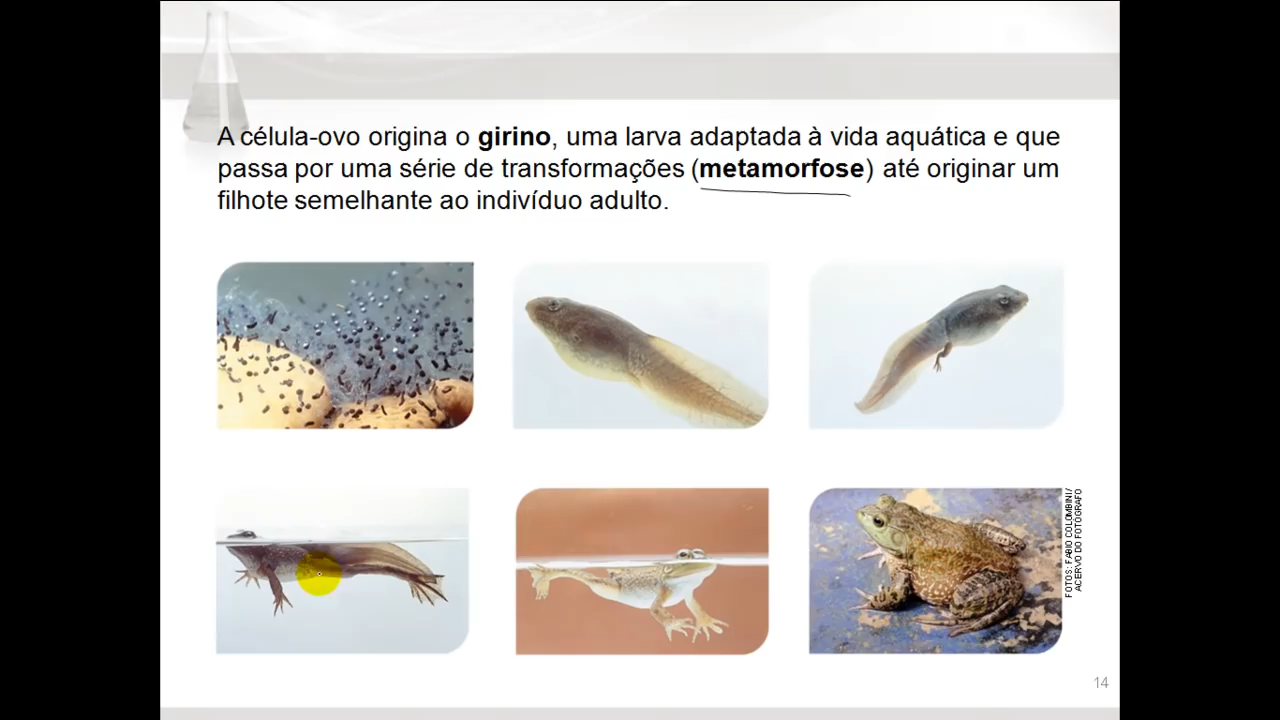 A célula-ovo origina o girino, uma larva adaptada à vida aquática e que
passa por uma série de transformações (metamorfose) até originar um
filhote semelhante ao indivíduo adulto.
FOTOS: FABIO COLOMBINI/
ACERVO DO FOTÓGRAFO
14